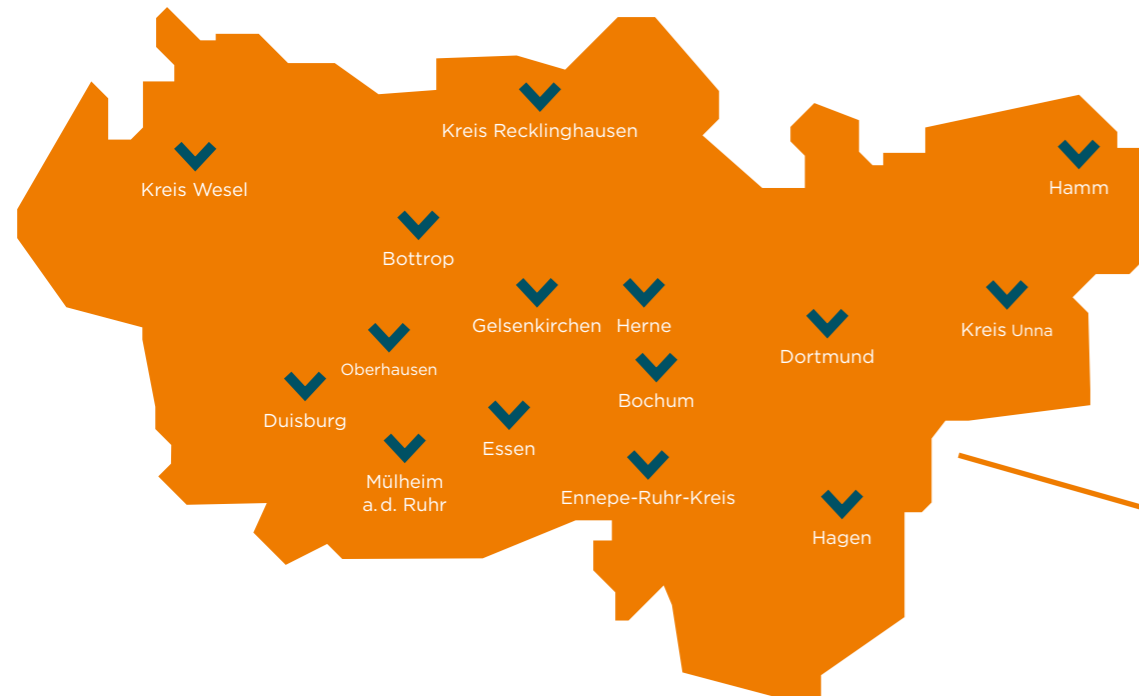 Kreis Recklinghausen
Kreis Wesel
Hamm
Bottrop
Gelsenkirchen
Herne
Kreis Unna
Dortmund
Oberhausen
Bochum
Duisburg
Essen
Mülheim
a. d. Ruhr
Ennepe-Ruhr-Kreis
Hagen